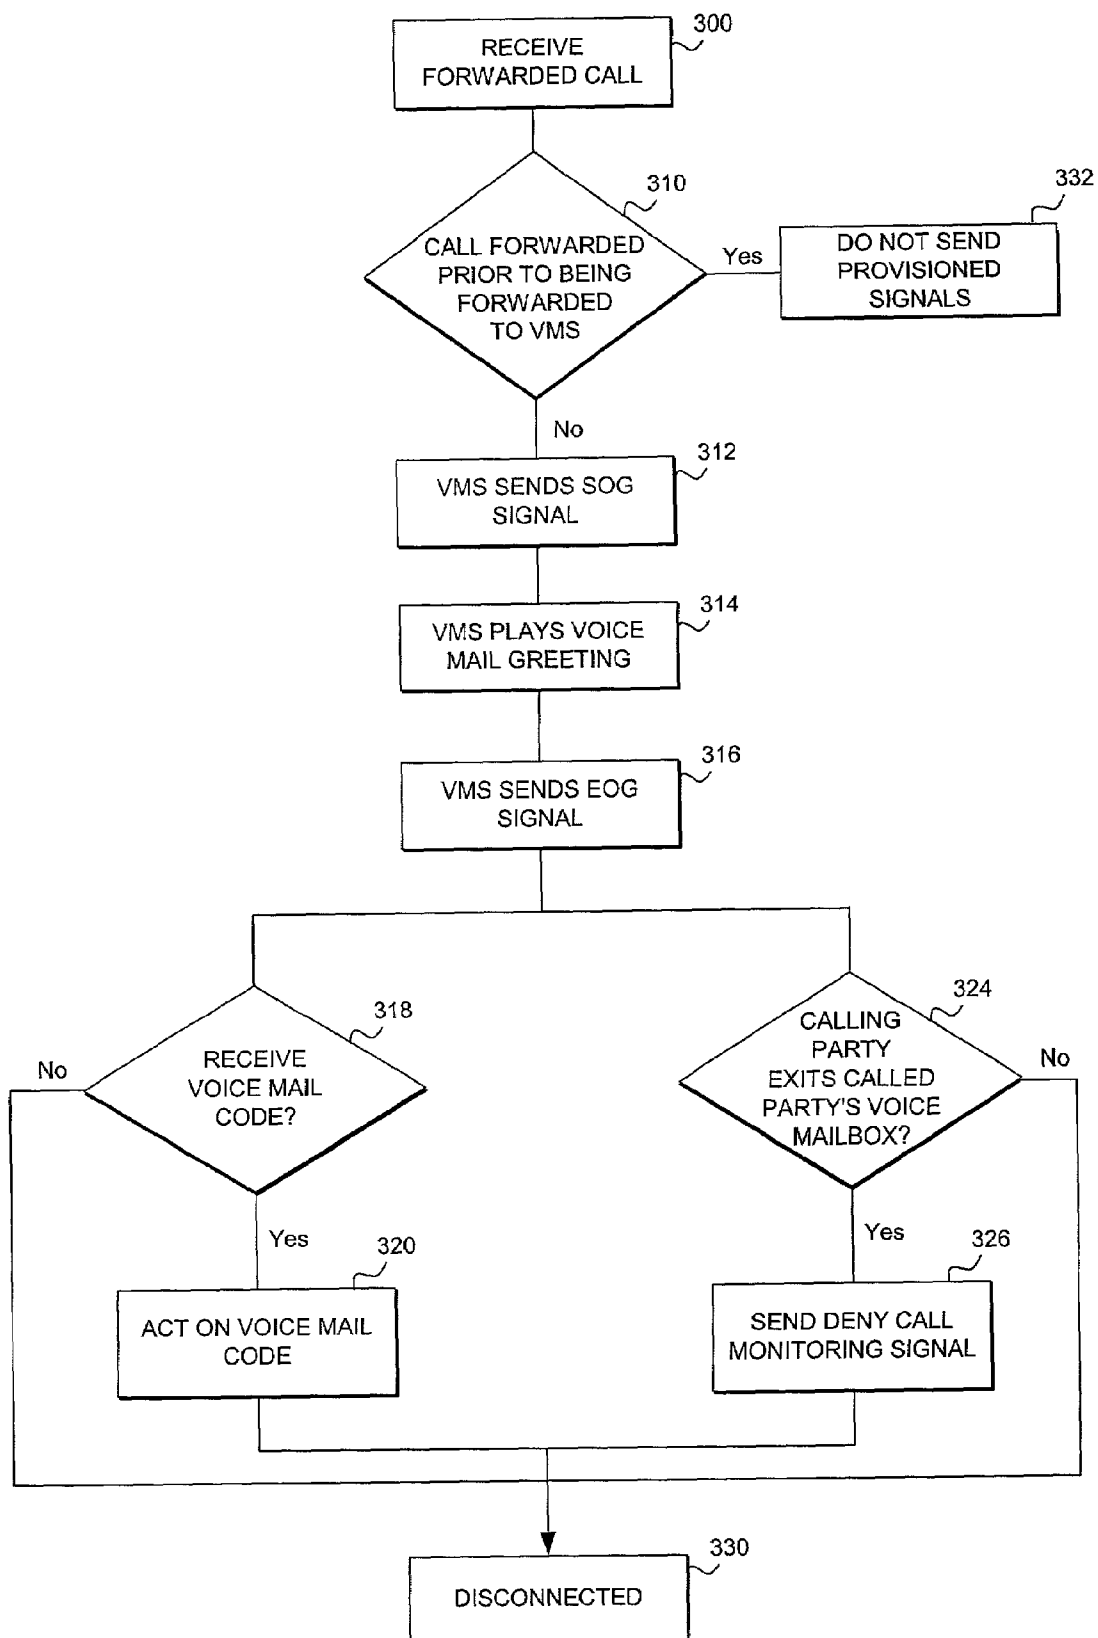 300
RECEIVE
FORWARDED CALL
310
332
CALL FORWARDED
PRIOR TO BEING
FORWARDED
TO VMS
Yes
DO NOT SEND
PROVISIONED
SIGNALS
No
312
VMS SENDS SOG
SIGNAL
314
VMS PLAYS VOICE
MAIL GREETING
316
VMS SENDS EOG
SIGNAL
318
No
RECEIVE
VOICE MAIL
CODE?
324
CALLING
PARTY
EXITS CALLED
PARTY'S VOICE
MAILBOX?
No
Yes
320
ACT ON VOICE MAIL
CODE
Yes
326
SEND DENY CALL
MONITORING SIGNAL
330
DISCONNECTED